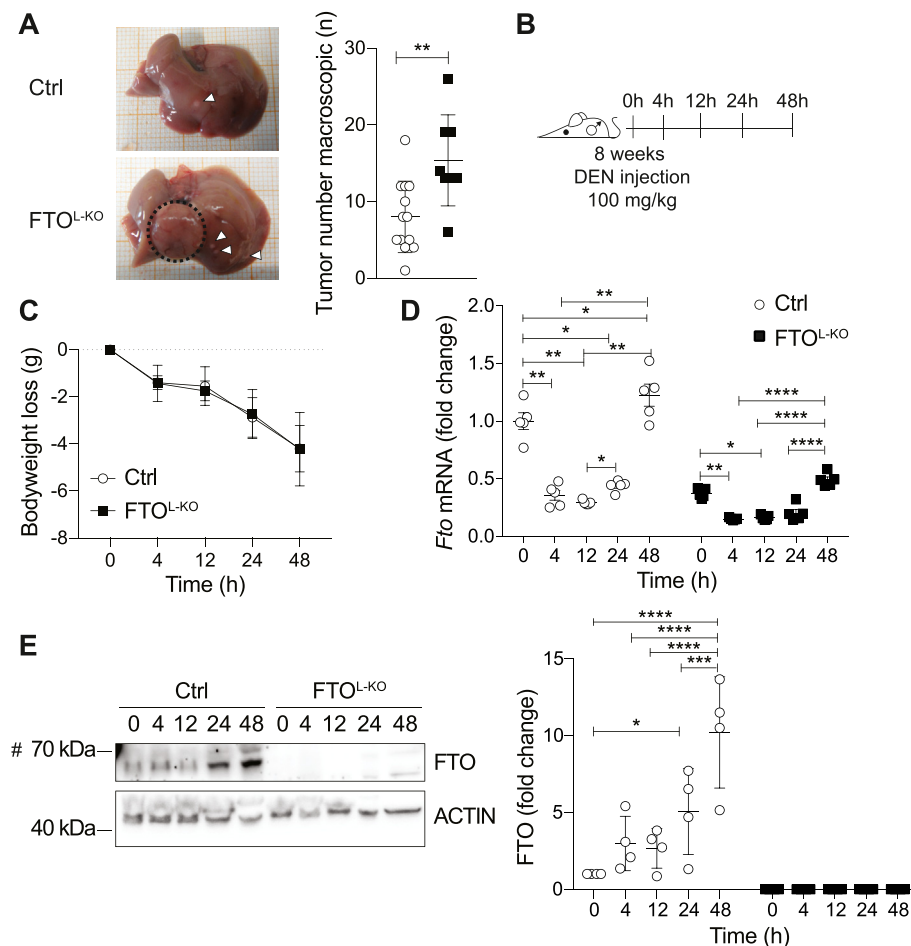 A
Ctrl
FTO^L-KO
Tumor number macroscopic (n)
30
20
10
0
**
B
0h 4h 12h 24h 48h
8 weeks
DEN injection
100 mg/kg
C
Bodyweight loss (g)
0
-2
-4
-6
-8
Ctrl
FTO^L-KO
0 4 12 24 48
Time (h)
D
Fto mRNA (fold change)
2.0
1.5
1.0
0.5
0.0
**
*
*
** **
**
*
****
****
*
** ****
Ctrl
FTO^L-KO
0 4 12 24 48 0 4 12 24 48
Time (h)
E
Ctrl FTO^L-KO
0 4 12 24 48 0 4 12 24 48
# 70 kDa
FTO
40 kDa
ACTIN
FTO (fold change)
15
10
5
0
****
****
****
***
*
0 4 12 24 48 0 4 12 24 48
Time (h)